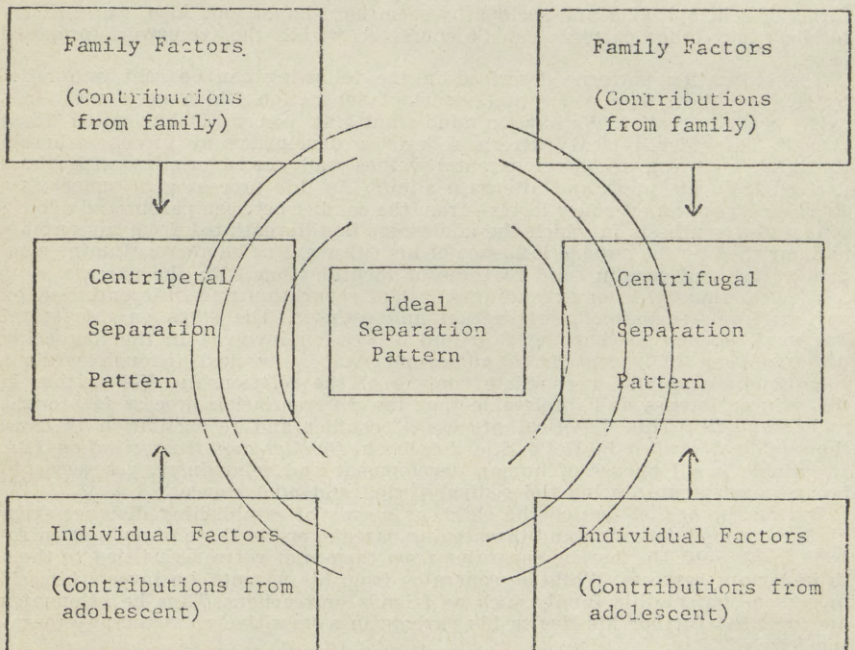 Family Factors
(Contributions
from family)
Family Factors
(Contributions
from family)
Centripetal
Separation
Pattern
Ideal
Separation
Pattern
Centrifugal
Separation
Pattern
Individual Factors
(Contributions from
adolescent)
Individual Factors
(Contributions from
adolescent)